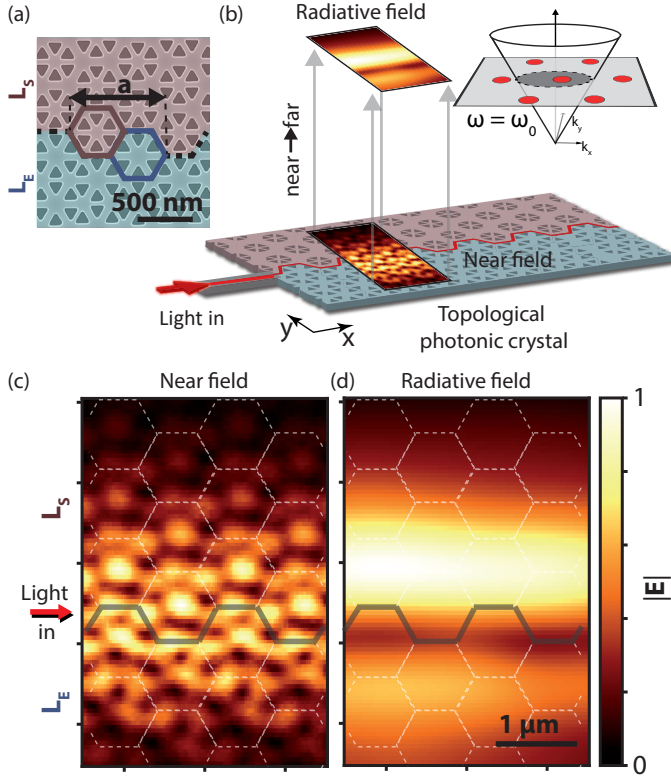 (a)
a
L_S
L_E
500 nm
(b)
Radiative field
near→far
ω = ω_0
k_y
k_x
Near field
Light in
y
x
Topological
photonic crystal
(c)
Near field
L_S
Light
in
L_E
(d)
Radiative field
1 µm
1
|E|
0